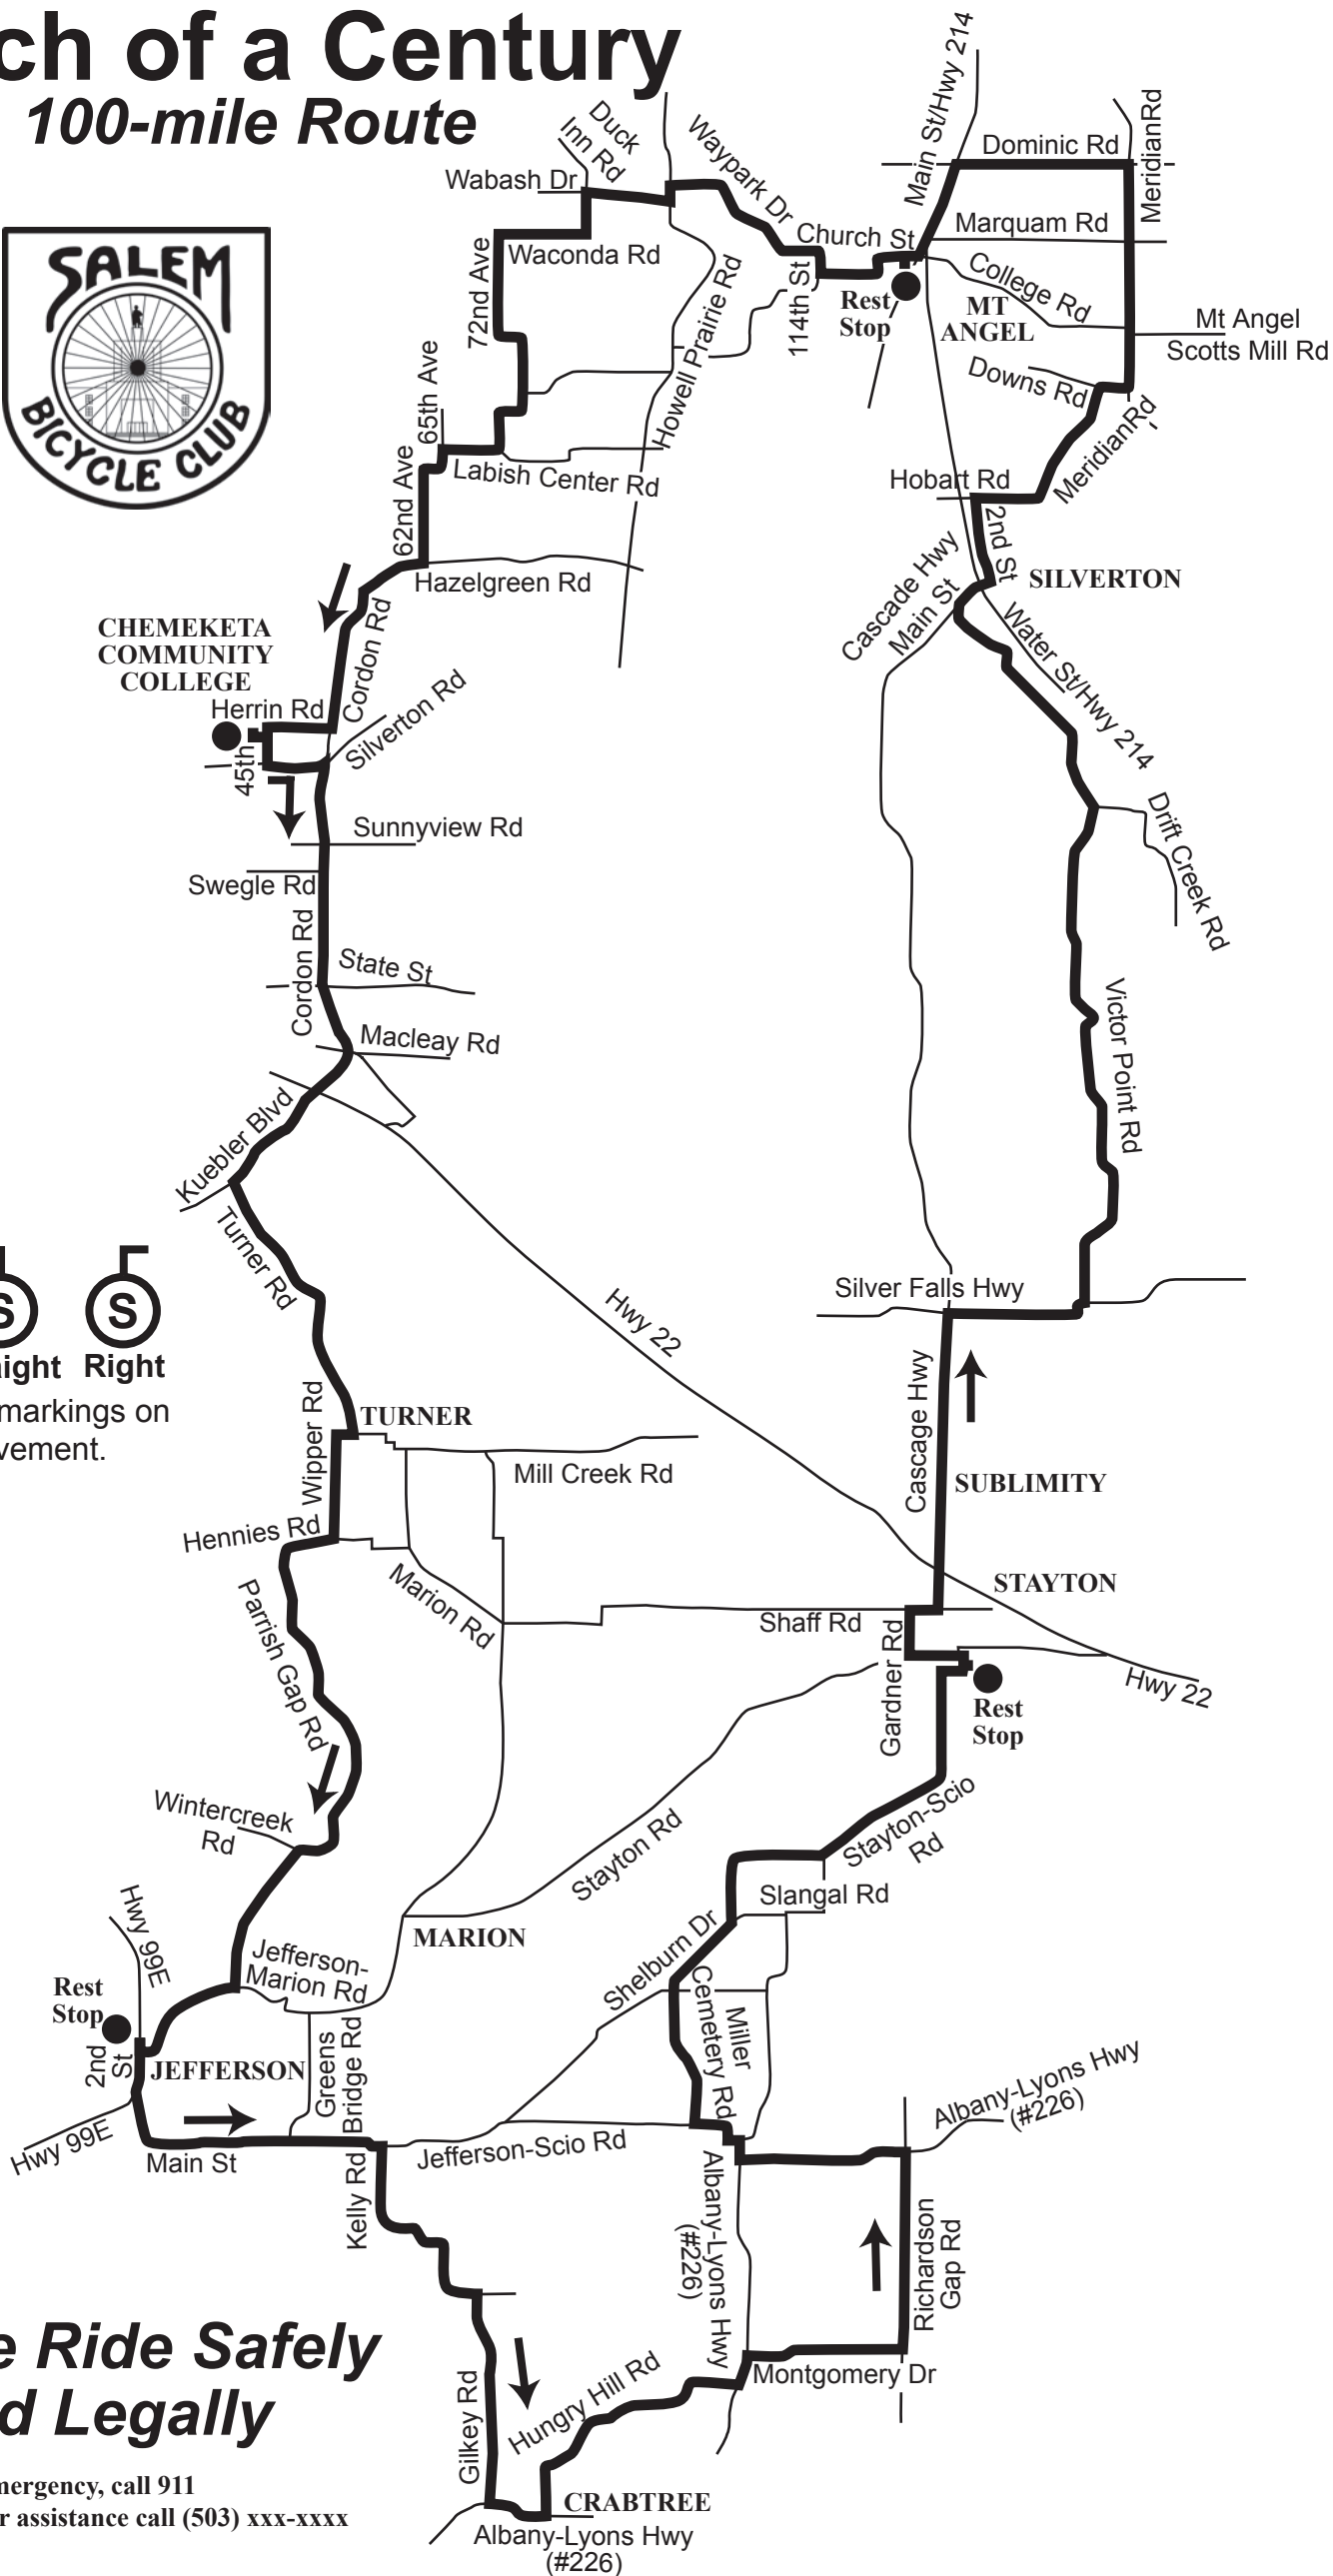 ch of a Century
100-mile Route
Main St/Hwy 214
Duck
Inn Rd
Waypark Dr
Dominic Rd
MeridianRd
Wabash Dr
Church St
Marquam Rd
SALEM
BICYCLE CLUB
72nd Ave
Waconda Rd
Howell Prairie Rd
114th St
Rest
Stop
MT
ANGEL
College Rd
Mt Angel
Scotts Mill Rd
65th Ave
Downs Rd
MeridianRd
62nd Ave
Labish Center Rd
Hobart Rd
2nd St
Cascade Hwy
Main St
SILVERTON
Hazelgreen Rd
CHEMEKETA
COMMUNITY
COLLEGE
Cordon Rd
Water St/Hwy 214
Herrin Rd
Silverton Rd
45th
Drift Creek Rd
Sunnyview Rd
Swegle Rd
Cordon Rd
State St
Victor Point Rd
Macleay Rd
Kuebler Blvd
Turner Rd
S
S
aight
Right
markings on
vement.
Hwy 22
Silver Falls Hwy
Cascage Hwy
Wipper Rd
TURNER
Mill Creek Rd
SUBLIMITY
Hennies Rd
Marion Rd
STAYTON
Parrish Gap Rd
Shaff Rd
Gardner Rd
Hwy 22
Rest
Stop
Wintercreek
Rd
Stayton Rd
Stayton-Scio
Rd
Slangal Rd
Hwy 99E
MARION
Jefferson-
Marion Rd
Shelburn Dr
Rest
Stop
Miller
Cemetery Rd
2nd
St
JEFFERSON
Greens
Bridge Rd
Albany-Lyons Hwy
(#226)
Hwy 99E
Main St
Jefferson-Scio Rd
Kelly Rd
Albany-Lyons Hwy
(#226)
Richardson
Gap Rd
e Ride Safely
d Legally
Gilkey Rd
Hungry Hill Rd
Montgomery Dr
mergency, call 911
r assistance call (503) xxx-xxxx
CRABTREE
Albany-Lyons Hwy
(#226)